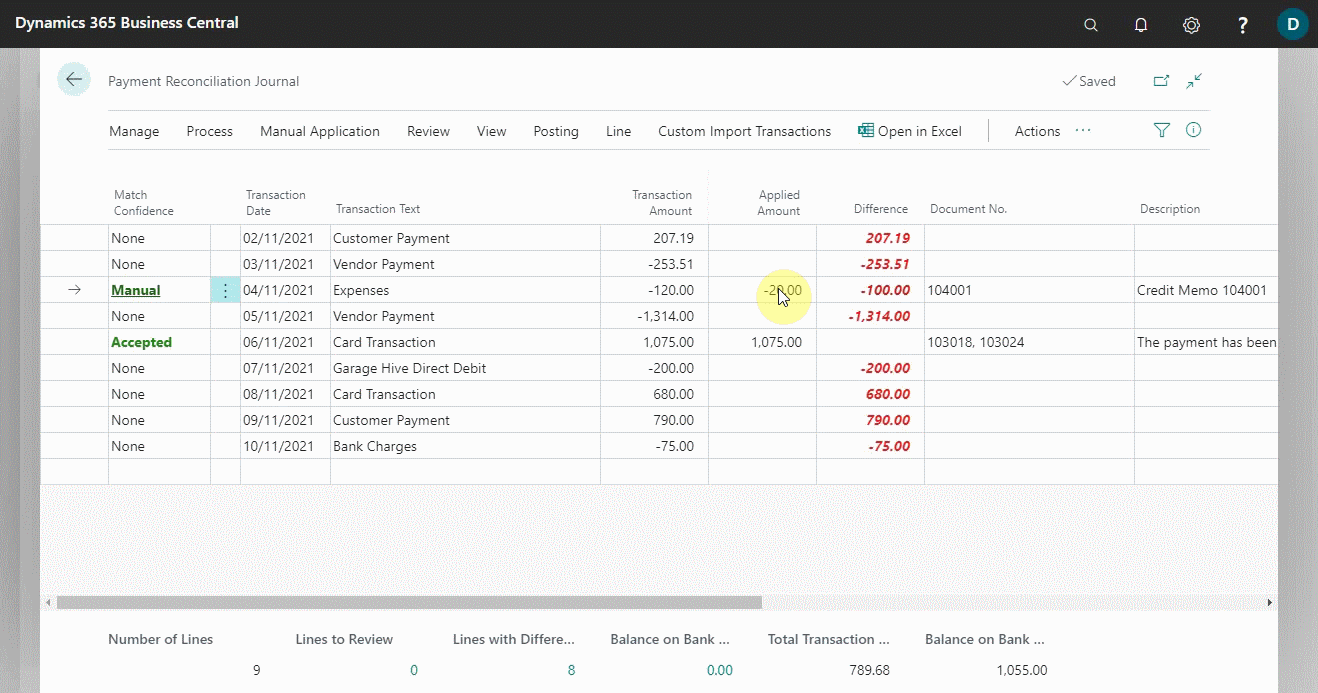 Dynamics 365 Business Central
?
D
Payment Reconciliation Journal
Saved
Manage Process Manual Application Review View Posting Line Custom Import Transactions Open in Excel Actions ···
Match Confidence Transaction Date Transaction Text Transaction Amount Applied Amount Difference Document No. Description
None 02/11/2021 Customer Payment 207.19 207.19
None 03/11/2021 Vendor Payment -253.51 -253.51
Manual 04/11/2021 Expenses -120.00 -20.00 -100.00 104001 Credit Memo 104001
None 05/11/2021 Vendor Payment -1,314.00 -1,314.00
Accepted 06/11/2021 Card Transaction 1,075.00 1,075.00 103018, 103024 The payment has been
None 07/11/2021 Garage Hive Direct Debit -200.00 -200.00
None 08/11/2021 Card Transaction 680.00 680.00
None 09/11/2021 Customer Payment 790.00 790.00
None 10/11/2021 Bank Charges -75.00 -75.00
Number of Lines Lines to Review Lines with Differe... Balance on Bank ... Total Transaction ... Balance on Bank ...
9 0 8 0.00 789.68 1,055.00